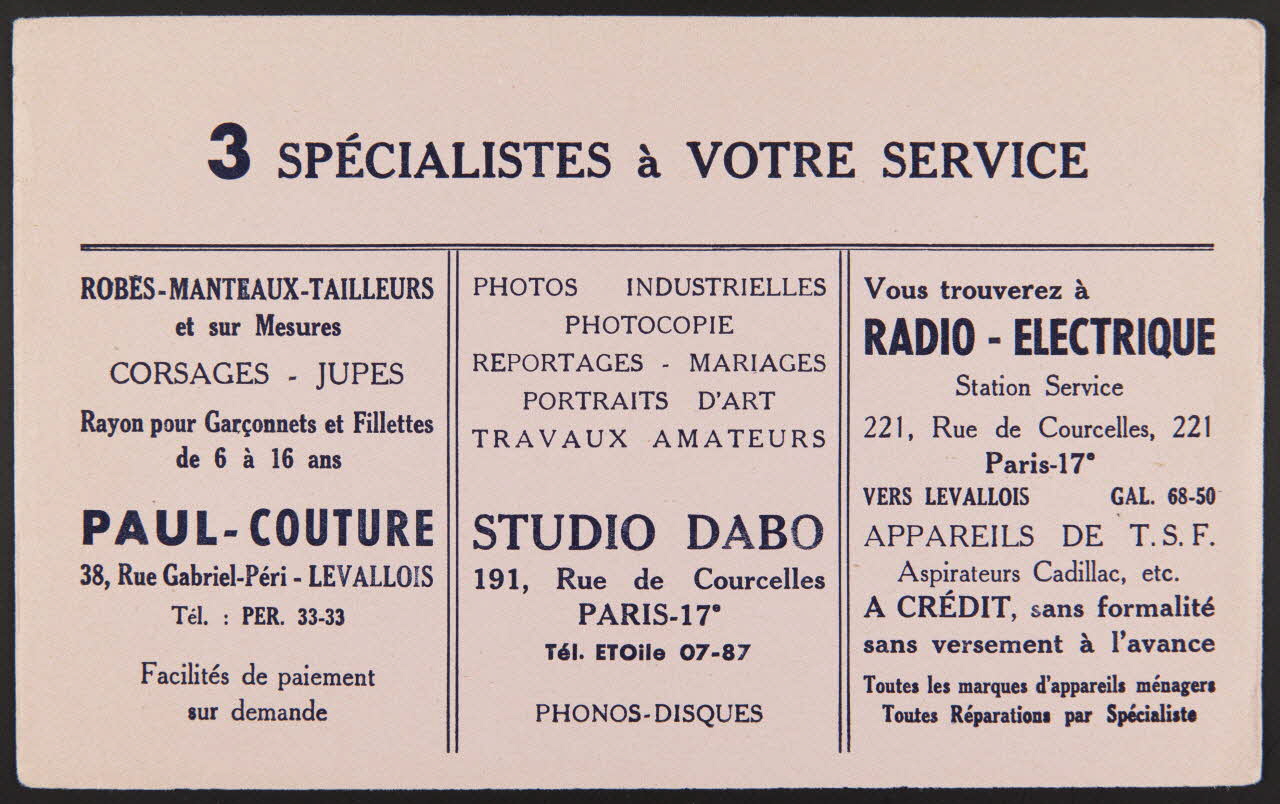 3 SPÉCIALISTES à VOTRE SERVICE
ROBES-MANTEAUX-TAILLEURS
et sur Mesures
CORSAGES - JUPES
Rayon pour Garçonnets et Fillettes
de 6 à 16 ans
PAUL-COUTURE
38, Rue Gabriel-Péri - LEVALLOIS
Tél. : PER. 33-33
Facilités de paiement
sur demande
PHOTOS INDUSTRIELLES
PHOTOCOPIE
REPORTAGES - MARIAGES
PORTRAITS D'ART
TRAVAUX AMATEURS
STUDIO DABO
191, Rue de Courcelles
PARIS-17e
Tél. ETOile 07-87
PHONOS-DISQUES
Vous trouverez à
RADIO - ELECTRIQUE
Station Service
221, Rue de Courcelles, 221
Paris-17e
VERS LEVALLOIS GAL. 68-50
APPAREILS DE T.S.F.
Aspirateurs Cadillac, etc.
A CRÉDIT, sans formalité
sans versement à l'avance
Toutes les marques d'appareils ménagers
Toutes Réparations par Spécialiste